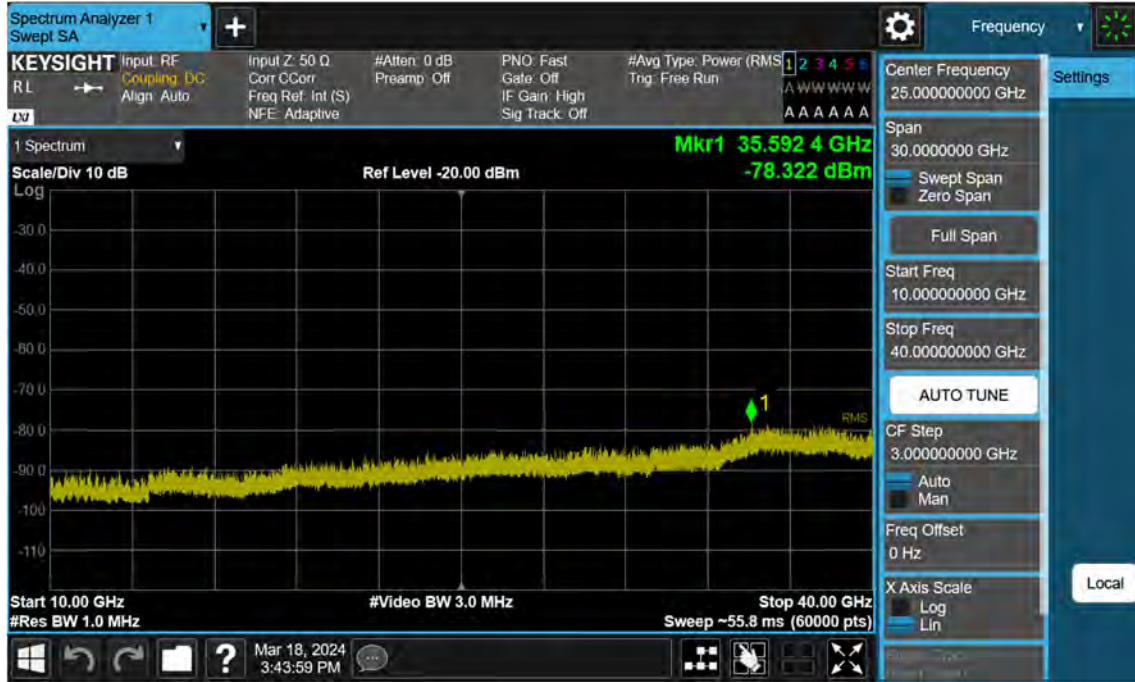 Spectrum Analyzer 1
Swept SA
+
Frequency
KEYSIGHT
RL
LXI
Input: RF
Coupling: DC
Align: Auto
Input Z: 50 Ω
Corr CCorr
Freq Ref: Int (S)
NFE: Adaptive
#Atten: 0 dB
Preamp: Off
PNO: Fast
Gate: Off
IF Gain: High
Sig Track: Off
#Avg Type: Power (RMS
Trig: Free Run
1 2 3 4 5 6
A W W W W W
A A A A A A
Center Frequency
25.000000000 GHz
Settings
1 Spectrum
Scale/Div 10 dB
Log
Ref Level -20.00 dBm
Mkr1 35.592 4 GHz
-78.322 dBm
Span
30.0000000 GHz
Swept Span
Zero Span
Full Span
Start Freq
10.000000000 GHz
Stop Freq
40.000000000 GHz
AUTO TUNE
CF Step
3.000000000 GHz
Auto
Man
Freq Offset
0 Hz
X Axis Scale
Log
Lin
Local
-30.0
-40.0
-50.0
-60.0
-70.0
-80.0
-90.0
-100
-110
1
RMS
Start 10.00 GHz
#Res BW 1.0 MHz
#Video BW 3.0 MHz
Stop 40.00 GHz
Sweep ~55.8 ms (60000 pts)
?
Mar 18, 2024
3:43:59 PM